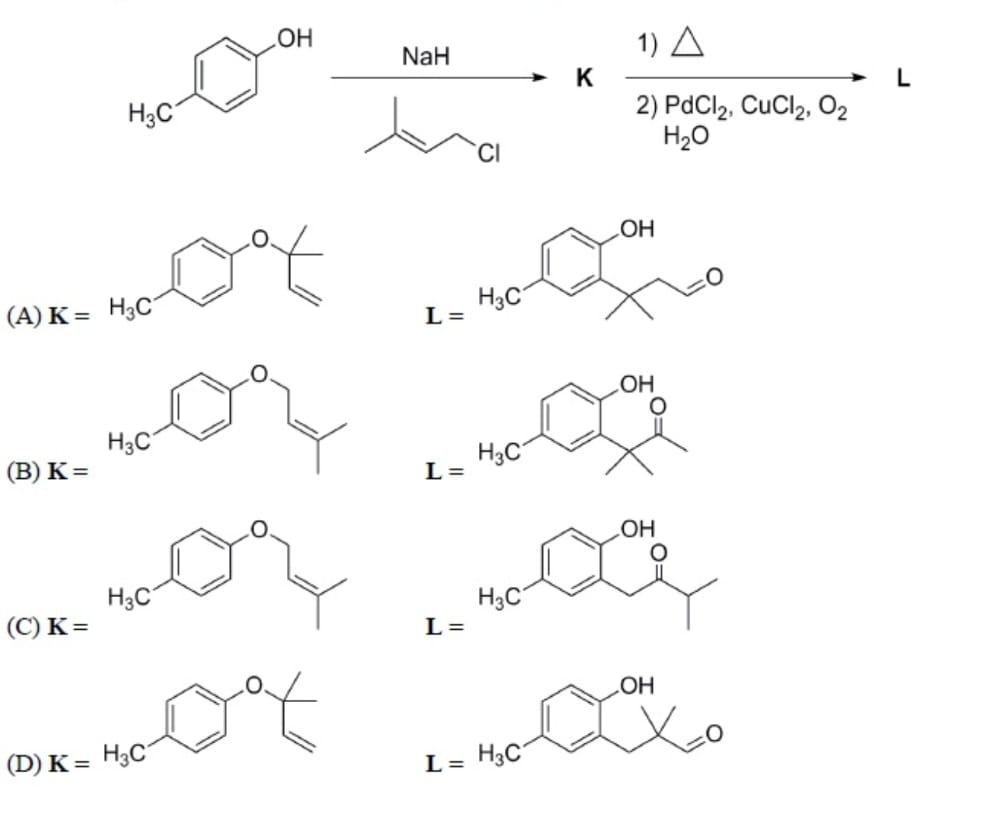 OH
NaH
1) △
K
L
H₃C
2) PdCl₂, CuCl₂, O₂
H₂O
Cl
O
OH
O
H₃C
H₃C
(A) K =
L =
O
OH
O
H₃C
H₃C
(B) K =
L =
O
OH
O
H₃C
H₃C
(C) K =
L =
O
OH
O
H₃C
H₃C
(D) K =
L =